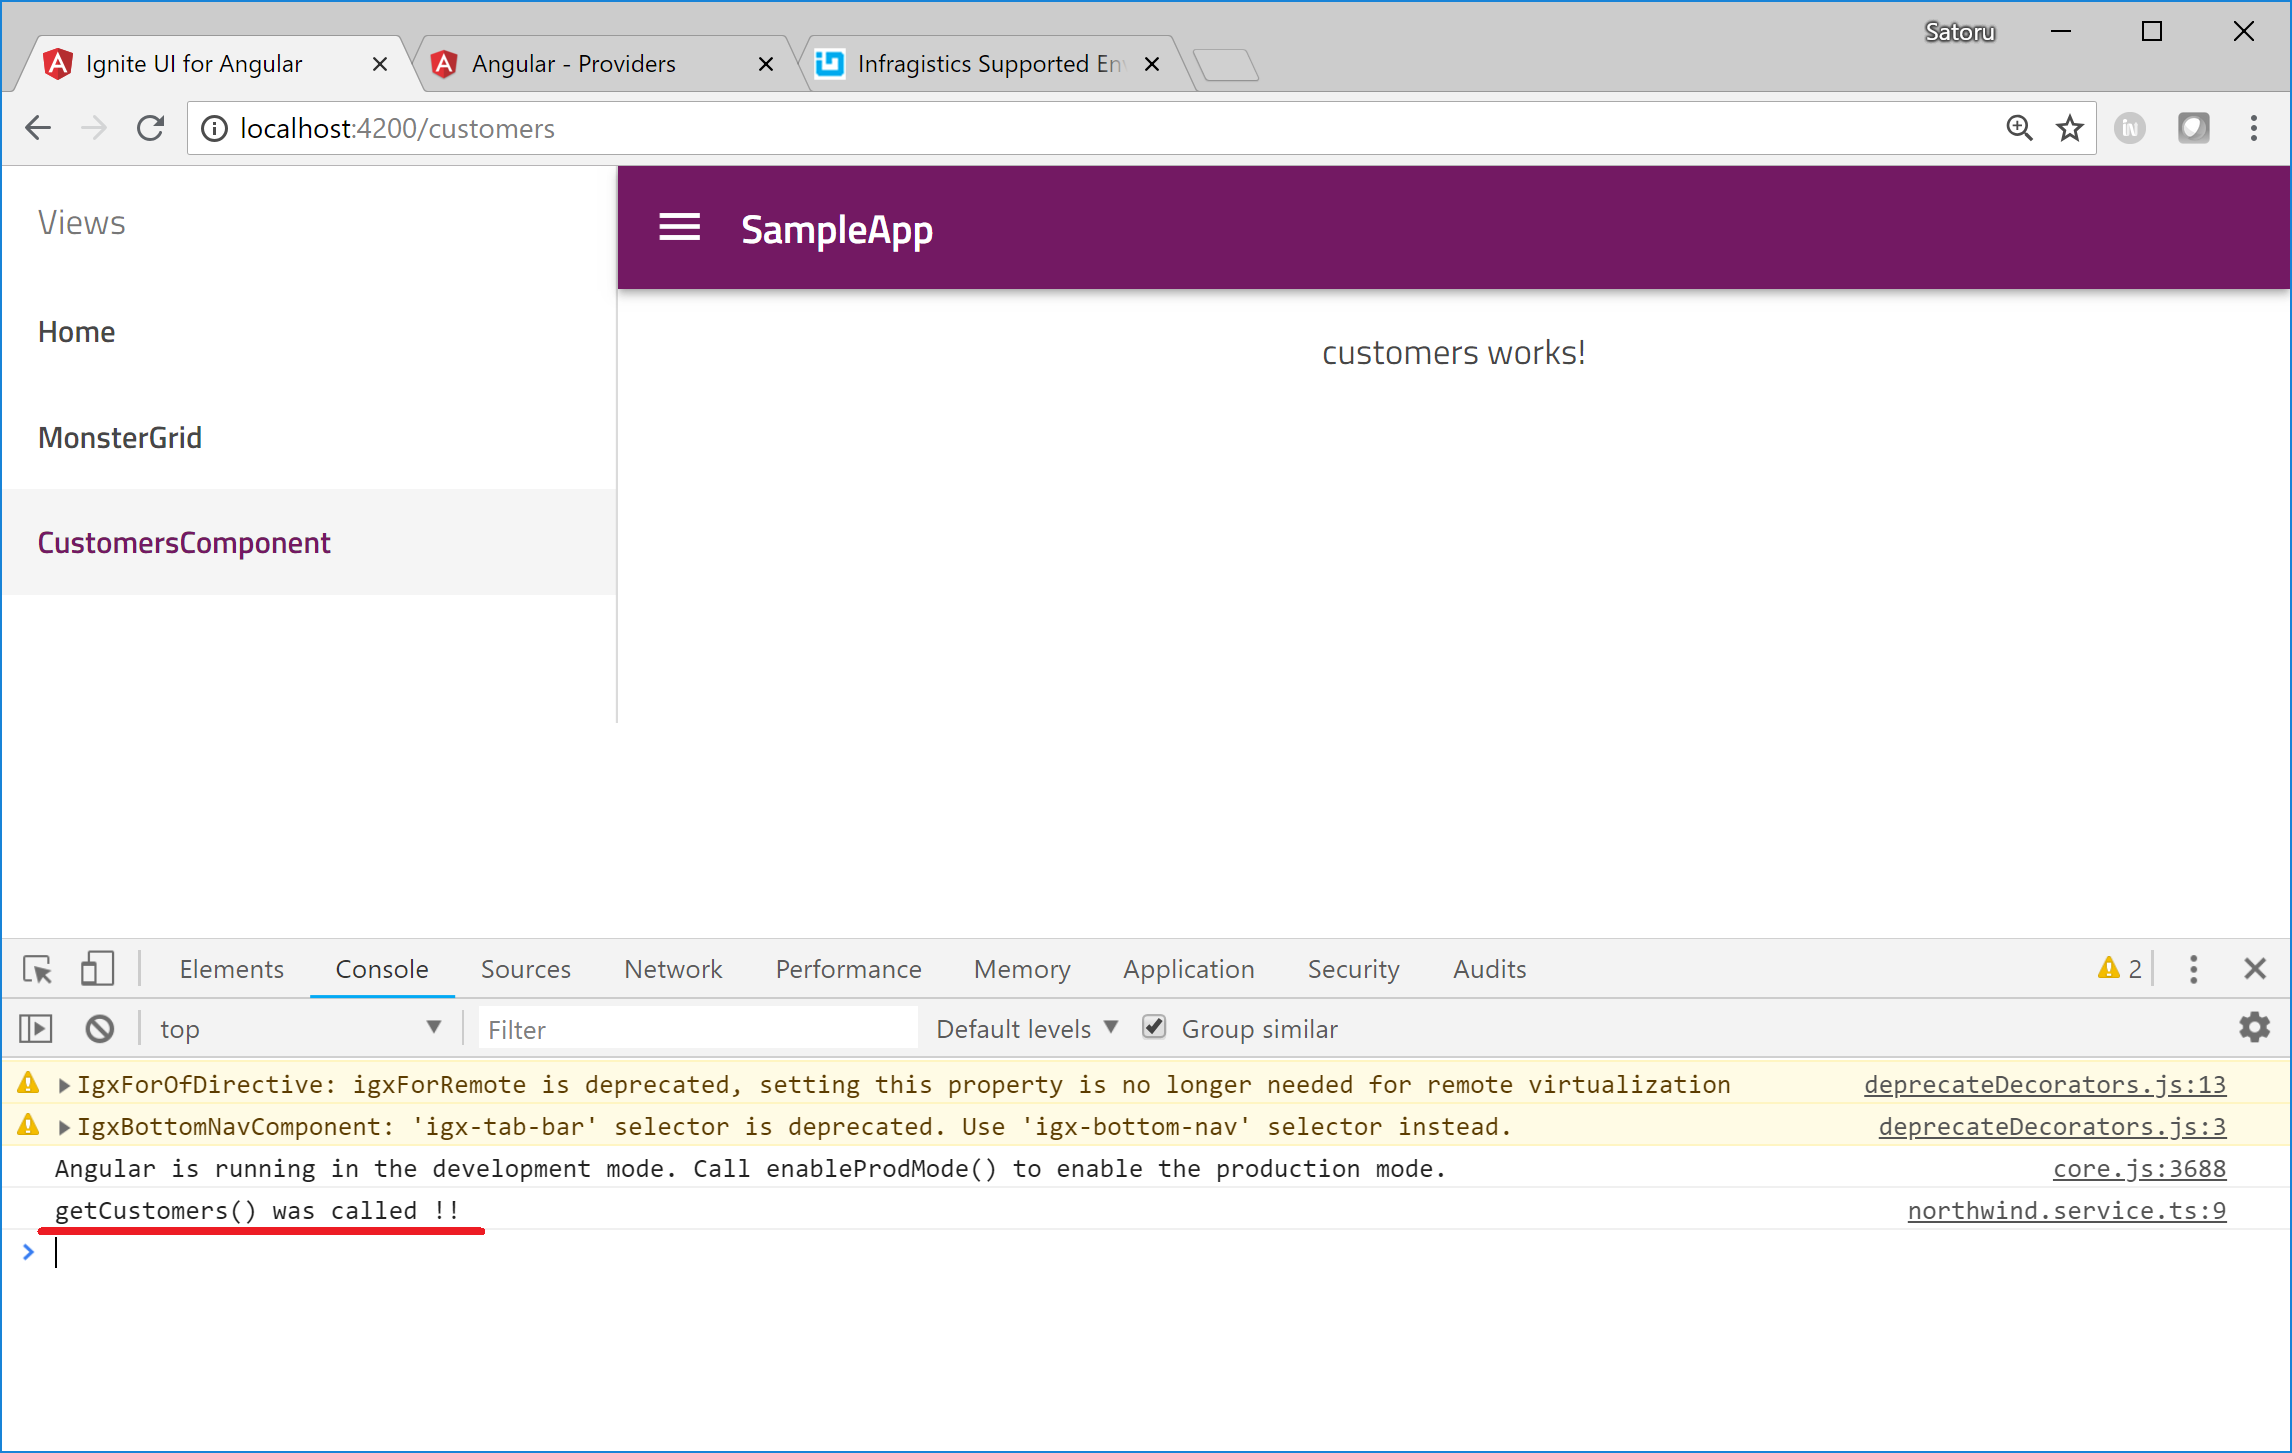 Satoru
Ignite UI for Angular
Angular - Providers
Infragistics Supported En
localhost:4200/customers
Views
SampleApp
Home
customers works!
MonsterGrid
CustomersComponent
Elements Console Sources Network Performance Memory Application Security Audits 2
top Filter Default levels Group similar
IgxForOfDirective: igxForRemote is deprecated, setting this property is no longer needed for remote virtualization deprecateDecorators.js:13
IgxBottomNavComponent: 'igx-tab-bar' selector is deprecated. Use 'igx-bottom-nav' selector instead. deprecateDecorators.js:3
Angular is running in the development mode. Call enableProdMode() to enable the production mode. core.js:3688
getCustomers() was called !! northwind.service.ts:9